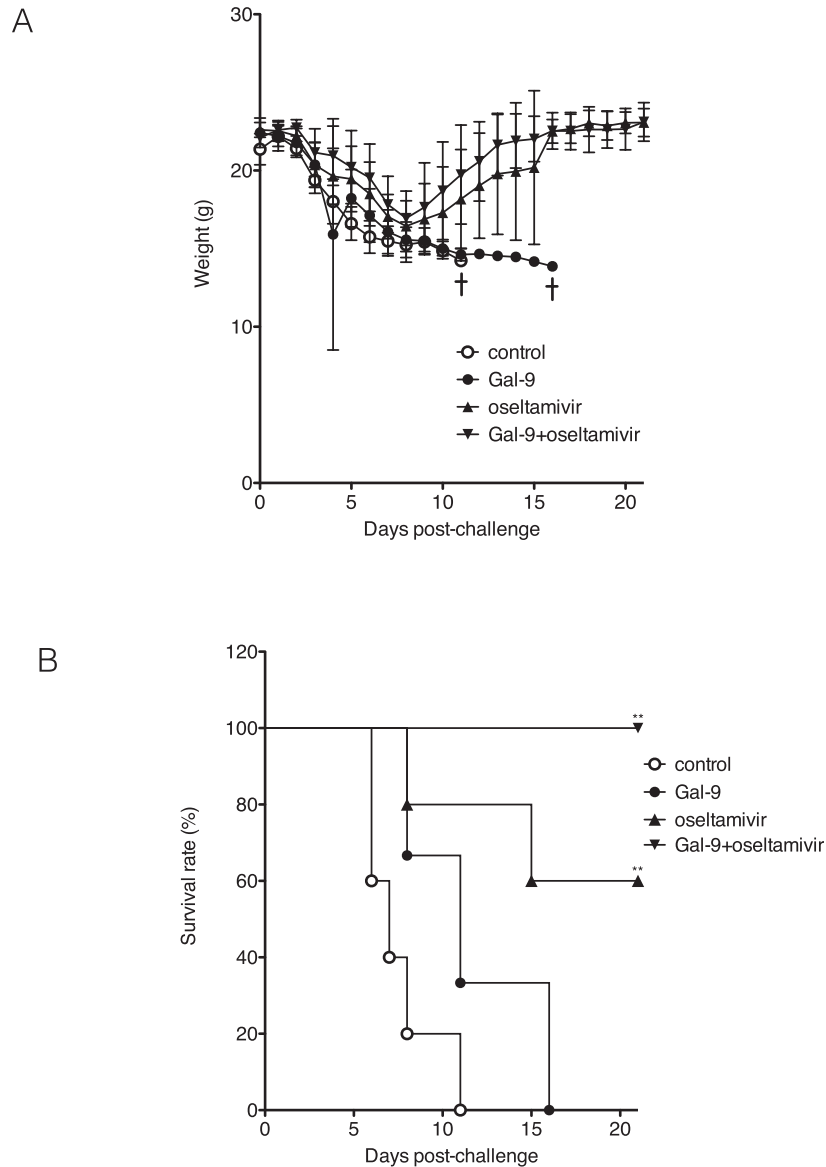 A
30
20
10
0
Weight (g)
†
†
control
Gal-9
oseltamivir
Gal-9+oseltamivir
0 5 10 15 20
Days post-challenge
B
120
100
80
60
40
20
0
Survival rate (%)
**
control
Gal-9
oseltamivir
Gal-9+oseltamivir
**
0 5 10 15 20
Days post-challenge